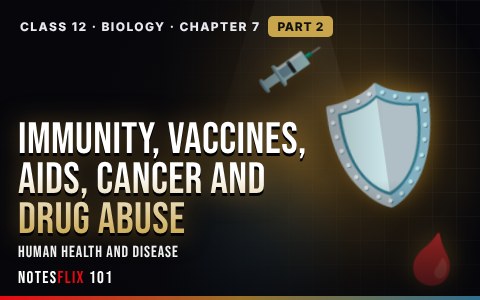 CLASS 12 · BIOLOGY · CHAPTER 7 PART 2
IMMUNITY, VACCINES,
AIDS, CANCER AND
DRUG ABUSE
HUMAN HEALTH AND DISEASE
NOTESFLIX 101